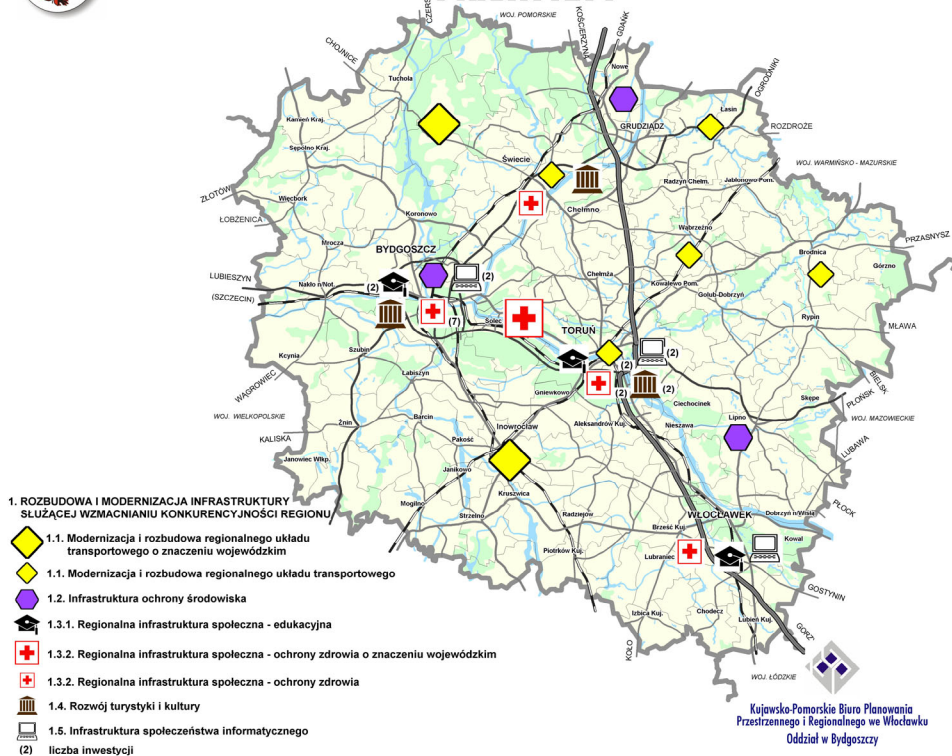 WOJ. POMORSKIE
KOŚCIERZYNA
GDAŃSK
CHOJNICE
Nowe
OGRODNIKI
Tuchola
Łasin
Kamień Kraj.
GRUDZIĄDZ
ROZDROŻE
Sępólno Kraj.
Świecie
WOJ. WARMIŃSKO - MAZURSKIE
Radzyn Chełm.
Jabłonowo Pom.
ZŁOTÓW
Więcbork
ŁOBŻENICA
Koronowo
Chełmno
Wąbrzeźno
PRZASNYSZ
Mrocza
BYDGOSZCZ
Brodnica
Górzno
LUBIESZYN
(SZCZECIN)
Nakło n/Not.
(2)
(2)
Chełmża
Kowalewo Pom.
Golub-Dobrzyń
(7)
Solec
TORUŃ
Rypin
MŁAWA
Kcynia
Szubin
(2)
(2)
WĄGROWIEC
Łabiszyn
Gniewkowo
(2)
(2)
Ciechocinek
Skępe
BIELSK
PŁOŃSK
WOJ. WIELKOPOLSKIE
Barcin
Aleksandrów Kuj.
Nieszawa
Lipno
WOJ. MAZOWIECKIE
Żnin
Inowrocław
KALISKA
Pakość
LUBAWA
Janowiec Wlkp.
Janikowo
Kruszwica
PŁOCK
Mogilno
Strzelno
Radziejów
WŁOCŁAWEK
Dobrzyń n/Wisłą
Brześć Kuj.
Kowal
Piotrków Kuj.
Lubraniec
GOSTYNIN
Izbica Kuj.
Chodecz
Lubień Kuj.
KOŁO
WOJ. ŁÓDZKIE
1. ROZBUDOWA I MODERNIZACJA INFRASTRUKTURY
SŁUŻĄCEJ WZMACNIANIU KONKURENCYJNOŚCI REGIONU
1.1. Modernizacja i rozbudowa regionalnego układu
transportowego o znaczeniu wojewódzkim
1.1. Modernizacja i rozbudowa regionalnego układu transportowego
1.2. Infrastruktura ochrony środowiska
1.3.1. Regionalna infrastruktura społeczna - edukacyjna
1.3.2. Regionalna infrastruktura społeczna - ochrony zdrowia o znaczeniu wojewódzkim
1.3.2. Regionalna infrastruktura społeczna - ochrony zdrowia
1.4. Rozwój turystyki i kultury
1.5. Infrastruktura społeczeństwa informatycznego
(2) liczba inwestycji
Kujawsko-Pomorskie Biuro Planowania
Przestrzennego i Regionalnego we Włocławku
Oddział w Bydgoszczy